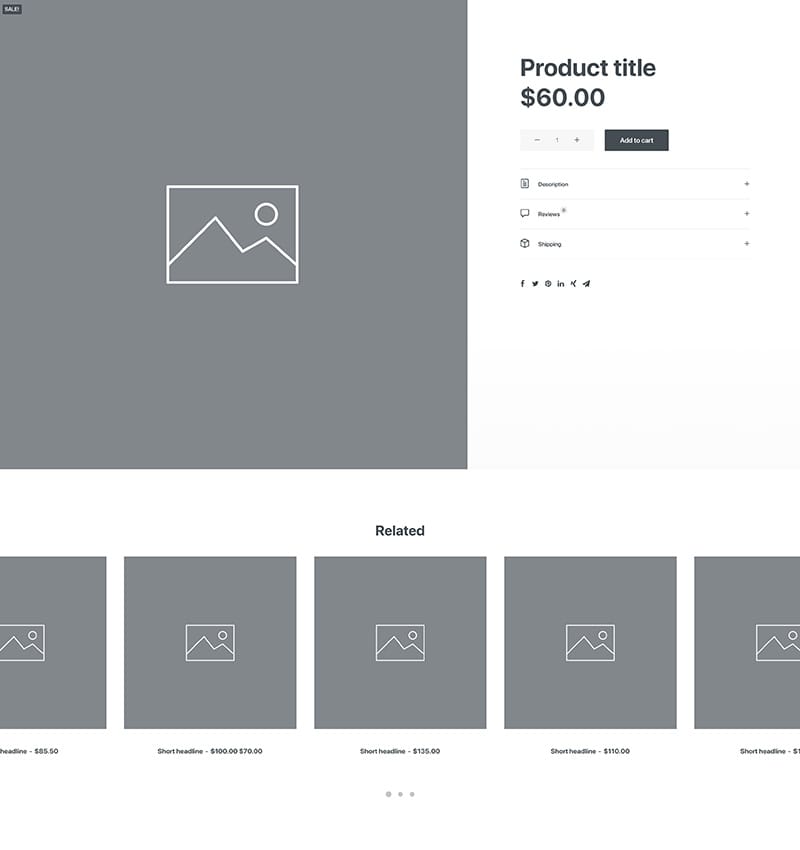 SALE!
Product title
$60.00
− 1 +
Add to cart
Description +
Reviews 0 +
Shipping +
Related
headline - $85.50
Short headline - $100.00 $70.00
Short headline - $135.00
Short headline - $110.00
Short headline - $1